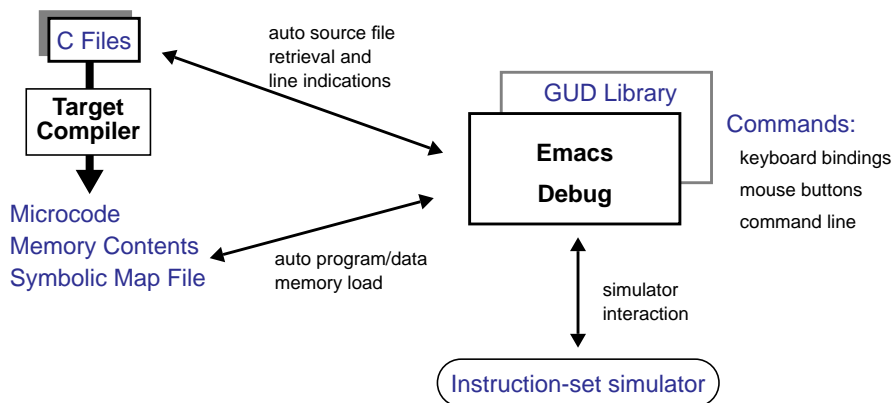 C Files
Target
Compiler
Microcode
Memory Contents
Symbolic Map File
auto source file
retrieval and
line indications
auto program/data
memory load
GUD Library
Emacs
Debug
Commands:
keyboard bindings
mouse buttons
command line
simulator
interaction
Instruction-set simulator